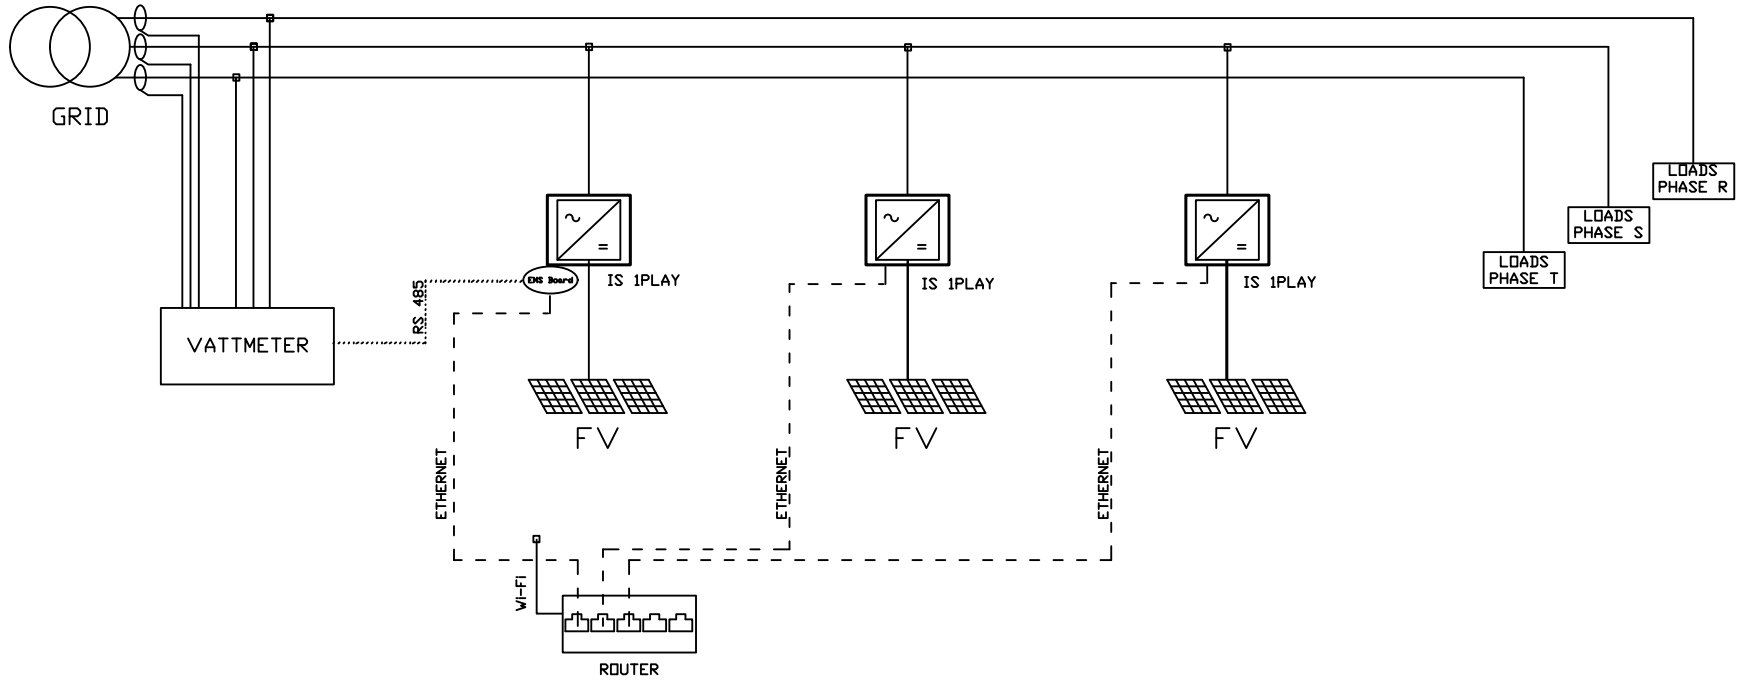 GRID
LOADS
PHASE R
LOADS
PHASE S
LOADS
PHASE T
EMS Board
IS 1PLAY
IS 1PLAY
IS 1PLAY
RS 485
VATTMETER
FV
FV
FV
ETHERNET
ETHERNET
ETHERNET
Wi-Fi
ROUTER